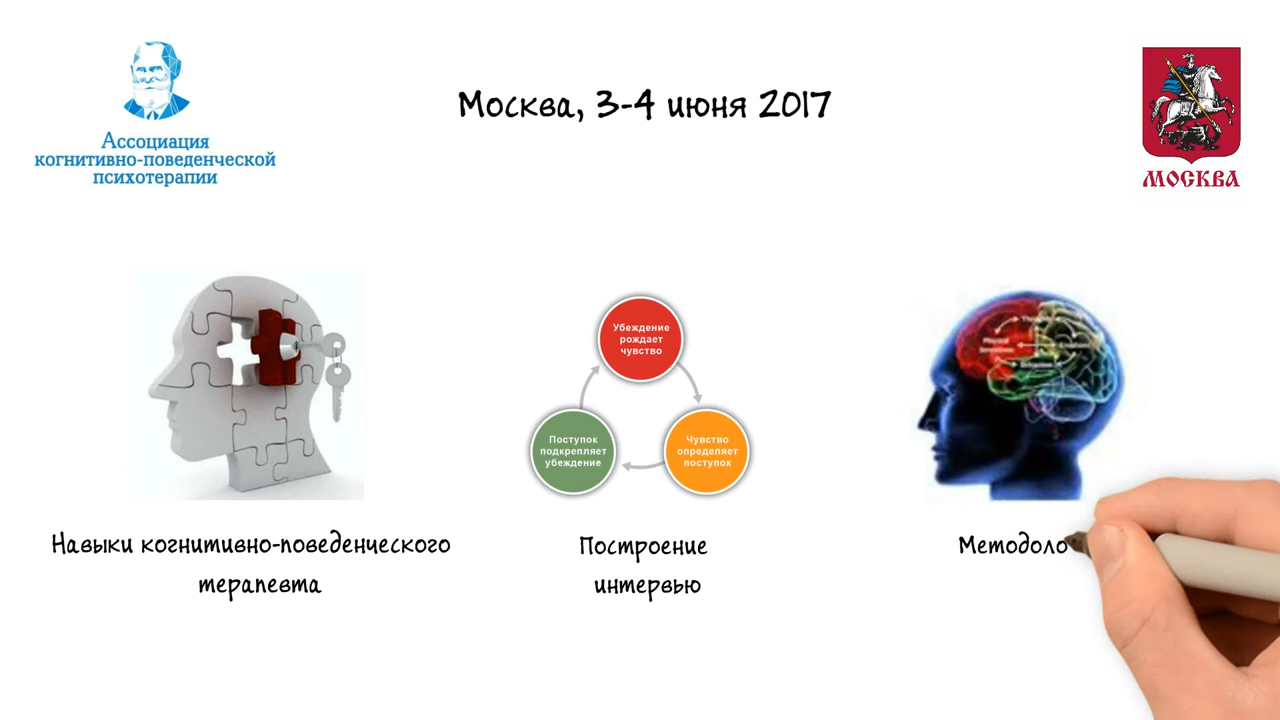 Ассоциация
когнитивно-поведенческой
психотерапии
Москва, 3-4 июня 2017
МОСКВА
Убеждение
рождает
чувство
Чувство
определяет
поступок
Поступок
подкрепляет
убеждение
Навыки когнитивно-поведенческого
терапевта
Построение
интервью
Методоло